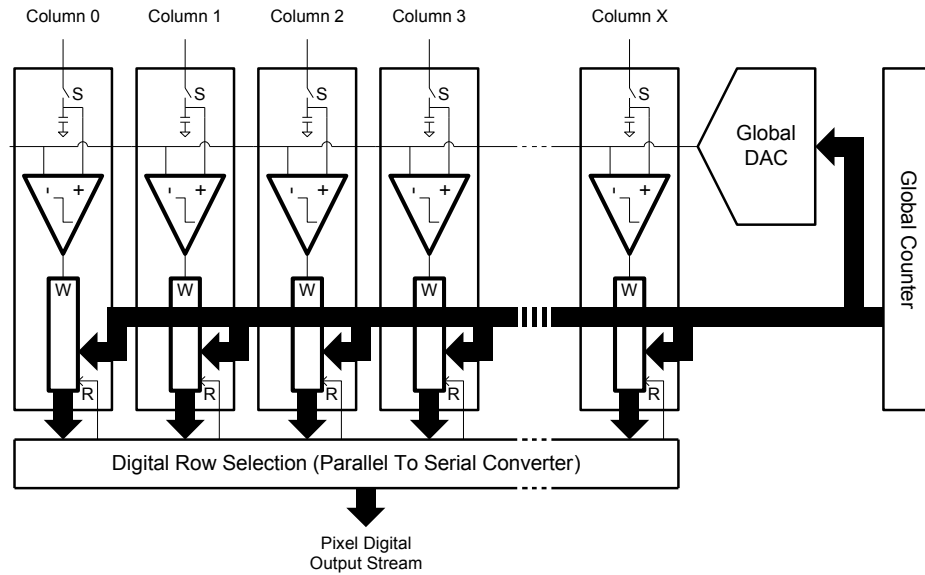 Column 0
Column 1
Column 2
Column 3
Column X
S
S
S
S
S
Global
DAC
Global Counter
- +
- +
- +
- +
- +
W
W
W
W
W
R
R
R
R
R
Digital Row Selection (Parallel To Serial Converter)
Pixel Digital
Output Stream